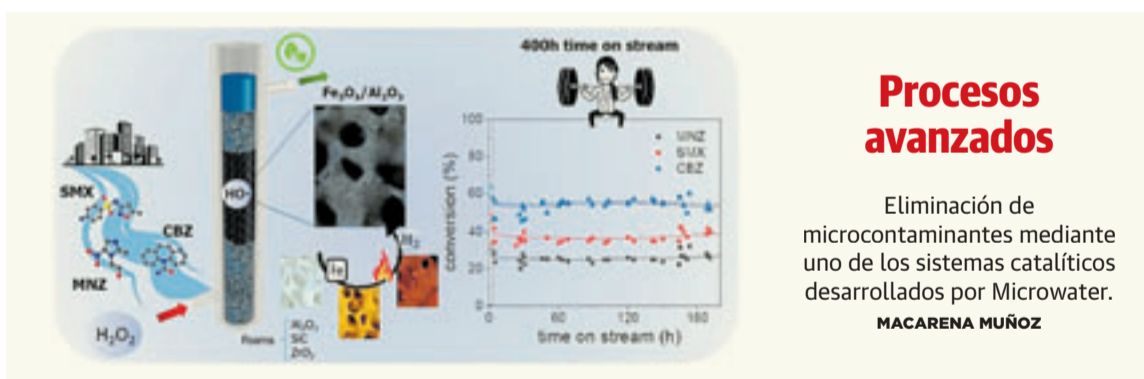 400h time on stream
Fe₂O₃/Al₂O₃
100
80
60
40
20
0
conversion (%)
MNZ
SMX
CBZ
0
60
120
180
time on stream (h)
SMX
CBZ
MNZ
H₂O₂
HO·
Fe
H₂
Foams
Al₂O₃
SiC
ZrO₂
Procesos
avanzados
Eliminación de
microcontaminantes mediante
uno de los sistemas catalíticos
desarrollados por Microwater.
MACARENA MUÑOZ